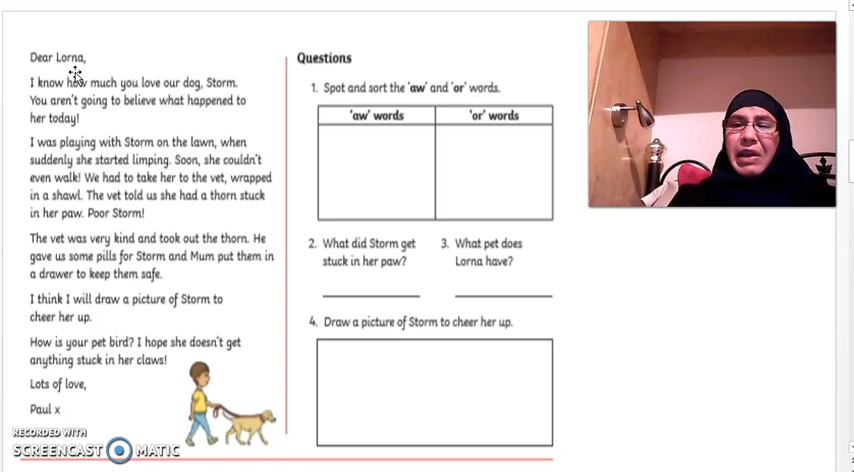 Dear Lorna,
I know how much you love our dog, Storm.
You aren't going to believe what happened to
her today!
I was playing with Storm on the lawn, when
suddenly she started limping. Soon, she couldn't
even walk! We had to take her to the vet, wrapped
in a shawl. The vet told us she had a thorn stuck
in her paw. Poor Storm!
The vet was very kind and took out the thorn. He
gave us some pills for Storm and Mum put them in
a drawer to keep them safe.
I think I will draw a picture of Storm to
cheer her up.
How is your pet bird? I hope she doesn't get
anything stuck in her claws!
Lots of love,
Paul x
Questions
1. Spot and sort the 'aw' and 'or' words.
'aw' words
'or' words
2. What did Storm get
stuck in her paw?
3. What pet does
Lorna have?
4. Draw a picture of Storm to cheer her up.
RECORDED WITH
SCREENCAST MATIC